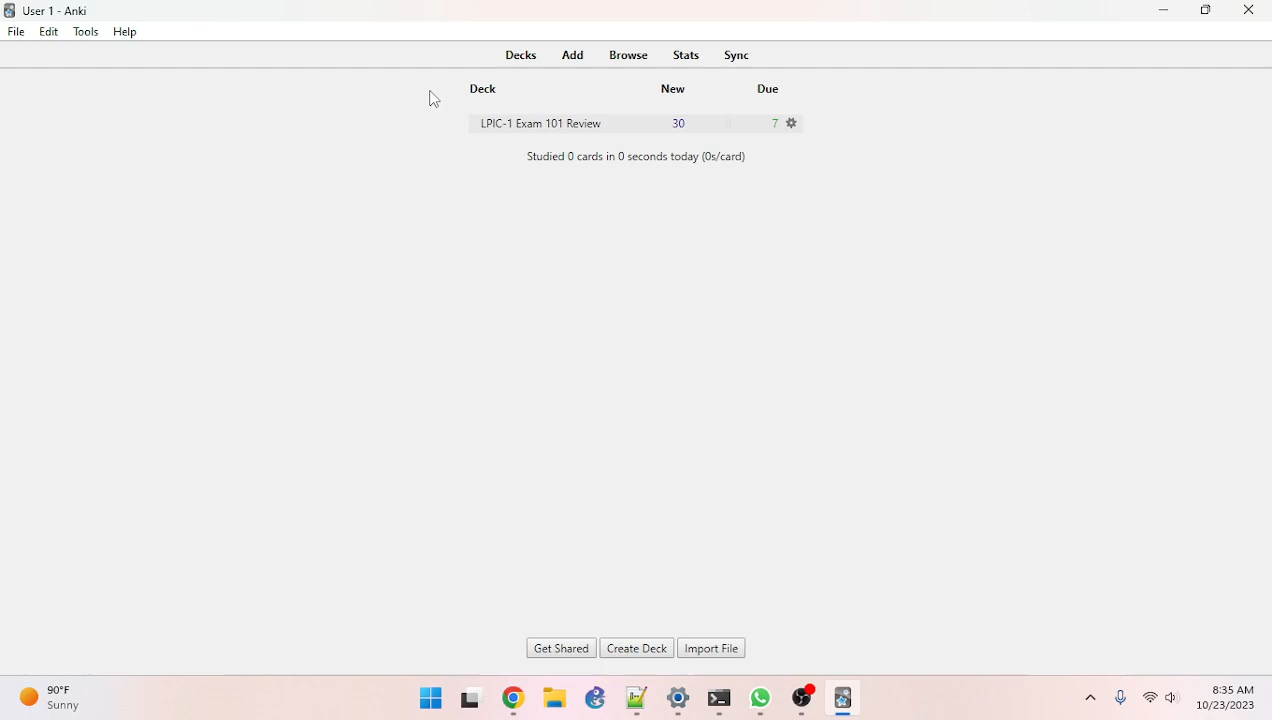 User 1 - Anki
File Edit Tools Help
Decks Add Browse Stats Sync
Deck New Due
LPIC-1 Exam 101 Review 30 0 7
Studied 0 cards in 0 seconds today (0s/card)
Get Shared Create Deck Import File
90°F
Sunny
8:35 AM
10/23/2023